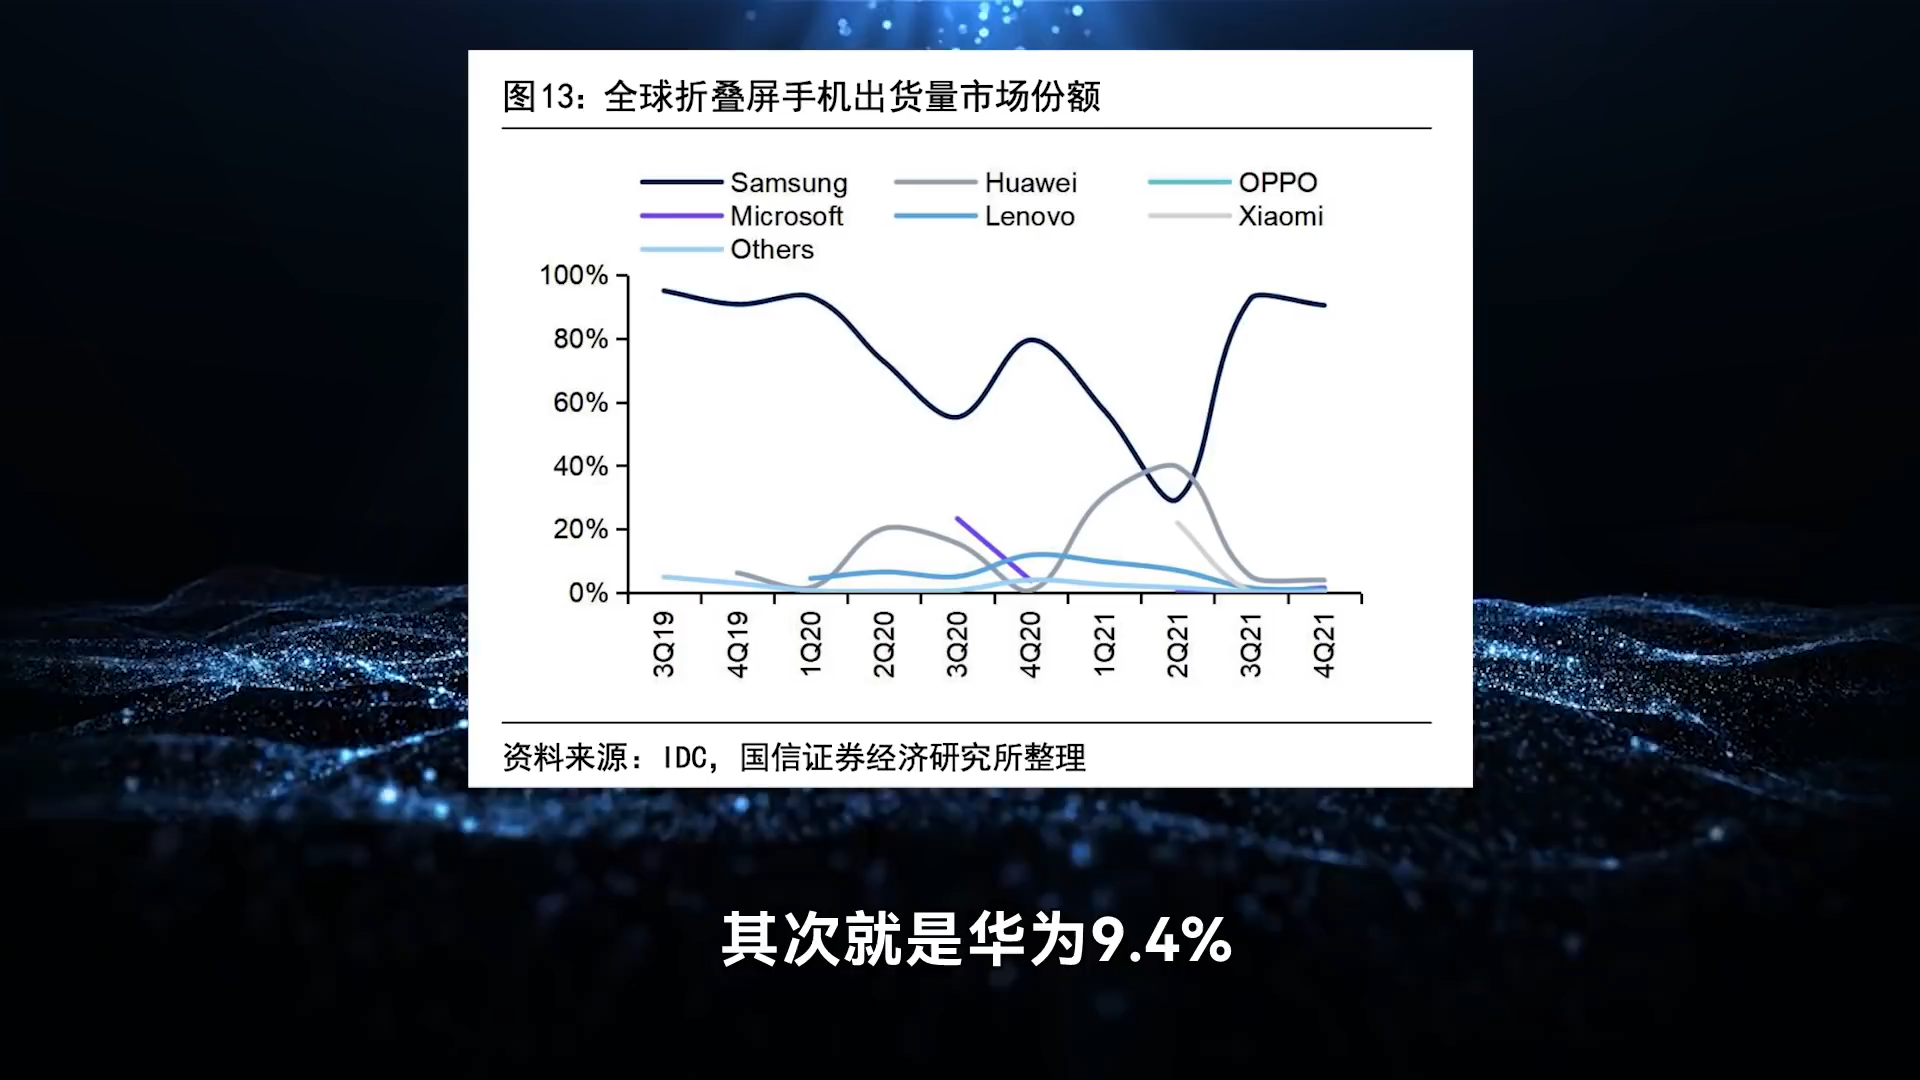 图13：全球折叠屏手机出货量市场份额
Samsung Huawei OPPO
Microsoft Lenovo Xiaomi
Others
100%
80%
60%
40%
20%
0%
3Q19 4Q19 1Q20 2Q20 3Q20 4Q20 1Q21 2Q21 3Q21 4Q21
资料来源：IDC，国信证券经济研究所整理
其次就是华为9.4%